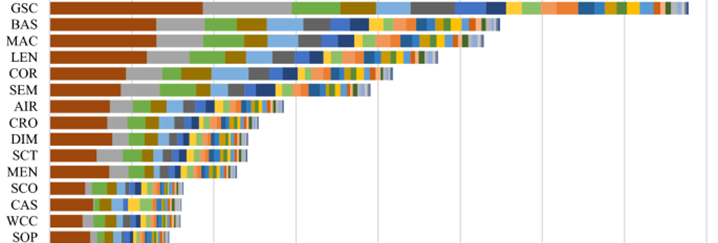 GSC
BAS
MAC
LEN
COR
SEM
AIR
CRO
DIM
SCT
MEN
SCO
CAS
WCC
SOP